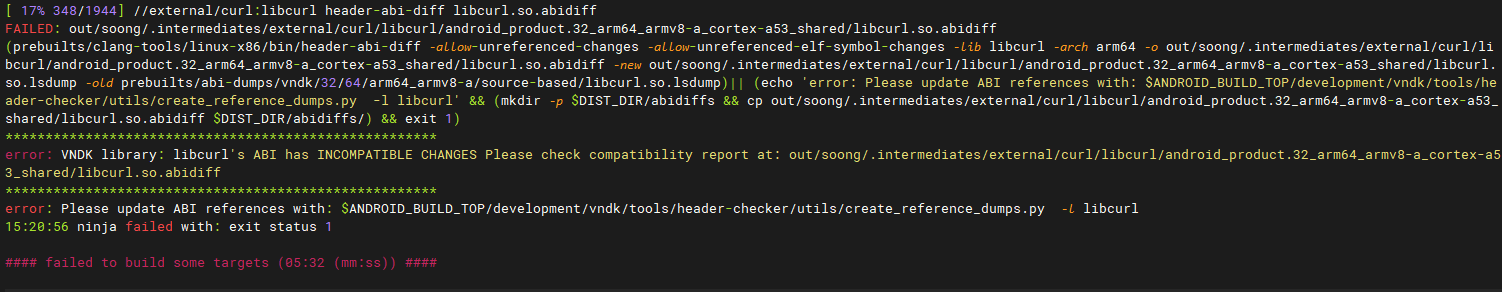 [ 17% 348/1944] //external/curl:libcurl header-abi-diff libcurl.so.abidiff
FAILED: out/soong/.intermediates/external/curl/libcurl/android_product.32_arm64_armv8-a_cortex-a53_shared/libcurl.so.abidiff
(prebuilts/clang-tools/linux-x86/bin/header-abi-diff -allow-unreferenced-changes -allow-unreferenced-elf-symbol-changes -lib libcurl -arch arm64 -o out/soong/.intermediates/external/curl/li
bcurl/android_product.32_arm64_armv8-a_cortex-a53_shared/libcurl.so.abidiff -new out/soong/.intermediates/external/curl/libcurl/android_product.32_arm64_armv8-a_cortex-a53_shared/libcurl.
so.lsdump -old prebuilts/abi-dumps/vndk/32/64/arm64_armv8-a/source-based/libcurl.so.lsdump)|| (echo 'error: Please update ABI references with: $ANDROID_BUILD_TOP/development/vndk/tools/he
ader-checker/utils/create_reference_dumps.py  -l libcurl' && (mkdir -p $DIST_DIR/abidiffs && cp out/soong/.intermediates/external/curl/libcurl/android_product.32_arm64_armv8-a_cortex-a53_
shared/libcurl.so.abidiff $DIST_DIR/abidiffs/) && exit 1)
******************************************************
error: VNDK library: libcurl's ABI has INCOMPATIBLE CHANGES Please check compatibility report at: out/soong/.intermediates/external/curl/libcurl/android_product.32_arm64_armv8-a_cortex-a5
3_shared/libcurl.so.abidiff
******************************************************
error: Please update ABI references with: $ANDROID_BUILD_TOP/development/vndk/tools/header-checker/utils/create_reference_dumps.py  -l libcurl
15:20:56 ninja failed with: exit status 1
#### failed to build some targets (05:32 (mm:ss)) ####